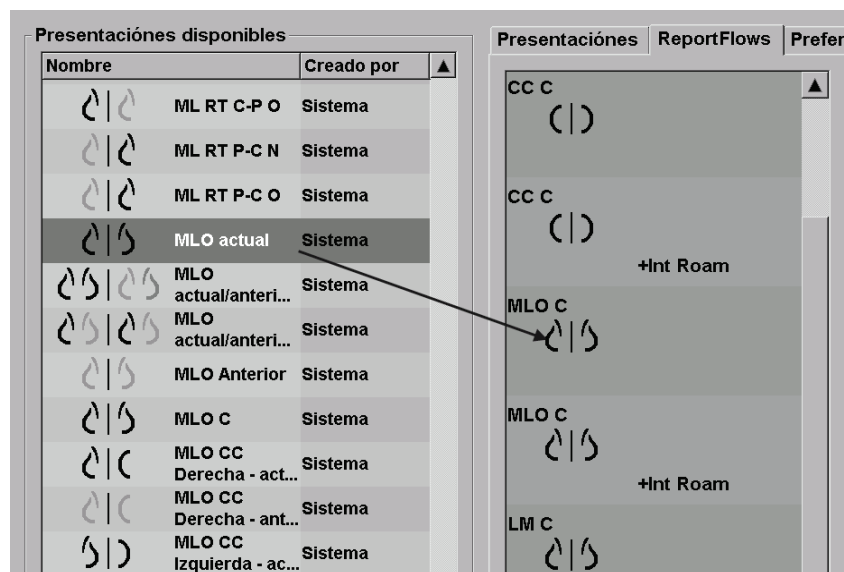 Presentaciónes disponibles
Nombre Creado por
ML RT C-P O Sistema
ML RT P-C N Sistema
ML RT P-C O Sistema
MLO actual Sistema
MLO
actual/anteri... Sistema
MLO
actual/anteri... Sistema
MLO Anterior Sistema
MLO C Sistema
MLO CC
Derecha - act... Sistema
MLO CC
Derecha - ant... Sistema
MLO CC
Izquierda - ac... Sistema
Presentaciónes ReportFlows Prefer
CC C
CC C
+Int Roam
MLO C
MLO C
+Int Roam
LM C